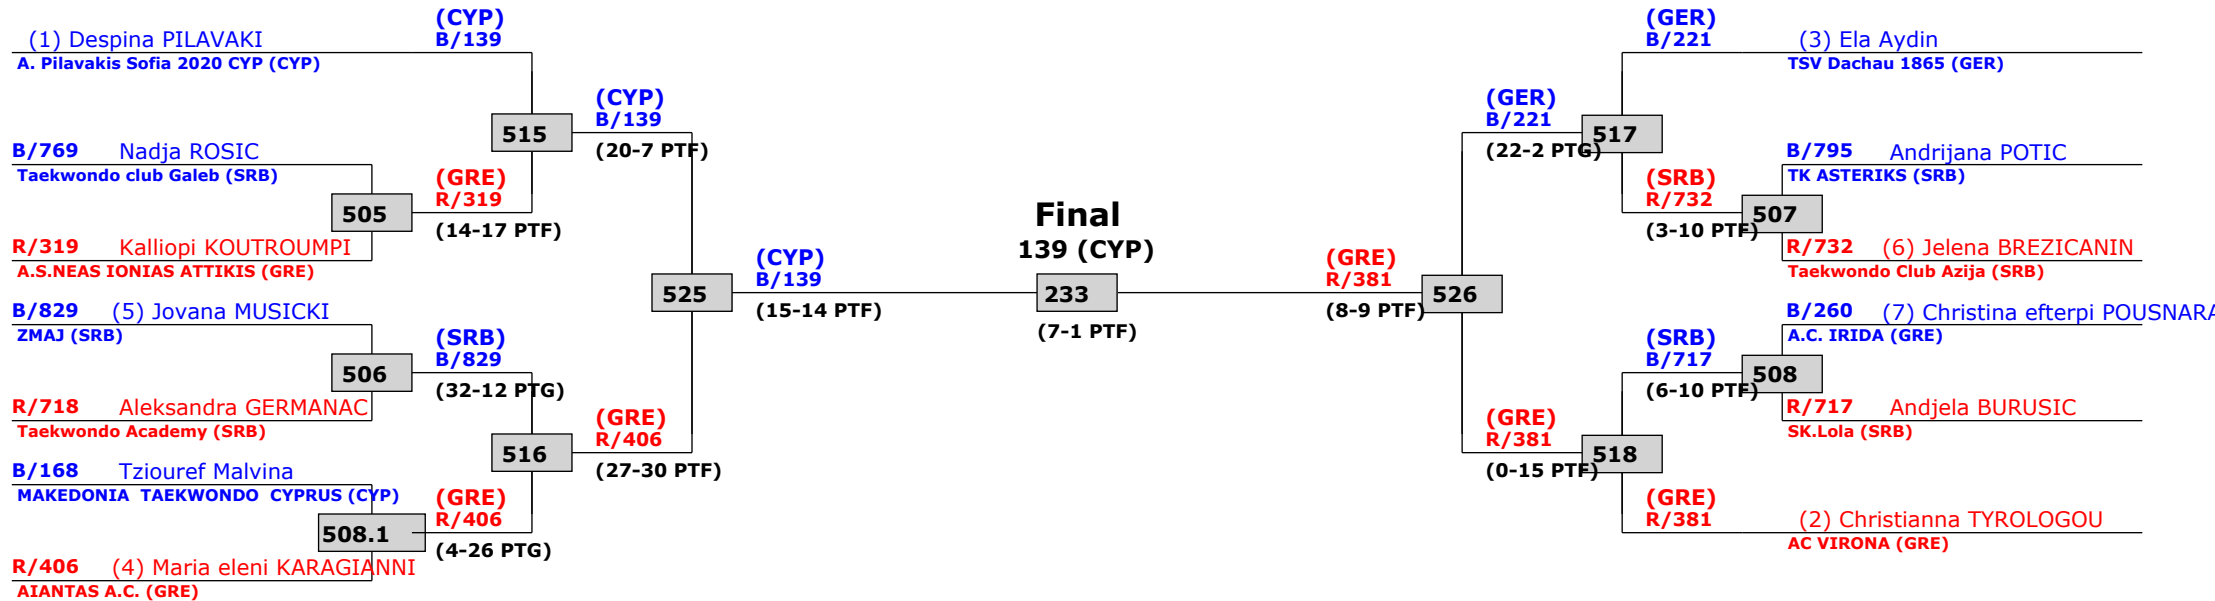 (CYP)
(1) Despina PILAVAKI B/139
A. Pilavakis Sofia 2020 CYP (CYP)
(CYP)
B/139
515
(20-7 PTF)
B/769 Nadja ROSIC
Taekwondo club Galeb (SRB)
(GRE)
R/319
505
(14-17 PTF)
R/319 Kalliopi KOUTROUMPI
A.S.NEAS IONIAS ATTIKIS (GRE)
(CYP)
B/139
525
(15-14 PTF)
B/829 (5) Jovana MUSICKI
ZMAJ (SRB)
(SRB)
B/829
506
(32-12 PTG)
R/718 Aleksandra GERMANAC
Taekwondo Academy (SRB)
(GRE)
R/406
516
(27-30 PTF)
B/168 Tziouref Malvina
MAKEDONIA TAEKWONDO CYPRUS (CYP)
(GRE)
R/406
508.1
(4-26 PTG)
R/406 (4) Maria eleni KARAGIANNI
AIANTAS A.C. (GRE)
Final
139 (CYP)
233
(7-1 PTF)
(GER)
B/221 (3) Ela Aydin
TSV Dachau 1865 (GER)
(GER)
B/221
517
(22-2 PTG)
B/795 Andrijana POTIC
TK ASTERIKS (SRB)
(SRB)
R/732
507
(3-10 PTF)
R/732 (6) Jelena BREZICANIN
Taekwondo Club Azija (SRB)
(GRE)
R/381
526
(8-9 PTF)
B/260 (7) Christina efterpi POUSNARA
A.C. IRIDA (GRE)
(SRB)
B/717
508
(6-10 PTF)
R/717 Andjela BURUSIC
SK.Lola (SRB)
(GRE)
R/381
518
(0-15 PTF)
(GRE)
R/381 (2) Christianna TYROLOGOU
AC VIRONA (GRE)